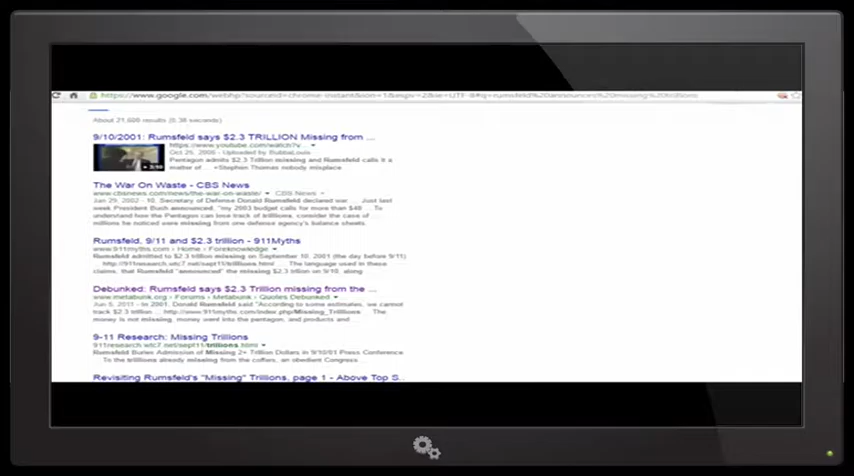 https://www.google.com/webhp?sourceid=chrome-instant&ion=1&espv=2&ie=UTF-8#q=rumsfeld%20announces%20missing%20trillions
About 21,600 results (0.38 seconds)
9/10/2001: Rumsfeld says $2.3 TRILLION Missing from ...
https://www.youtube.com/watch?v...
Oct 25, 2006 - Uploaded by BubbaLouis
Pentagon admits $2.3 Trillion missing and Rumsfeld calls it a
matter of ... +Stephen Thomas nobody misplace
The War On Waste - CBS News
www.cbsnews.com/news/the-war-on-waste/ CBS News
Jan 29, 2002 - 10, Secretary of Defense Donald Rumsfeld declared war. ... Just last
week President Bush announced, "my 2003 budget calls for more than $48 ... To
understand how the Pentagon can lose track of trillions, consider the case of
millions he noticed were missing from one defense agency's balance sheets.
Rumsfeld, 9/11 and $2.3 trillion - 911Myths
www.911myths.com › Home › Foreknowledge
Rumsfeld admitted to $2.3 trillion missing on September 10, 2001 (the day before 9/11)
... http://911research.wtc7.net/sept11/trillions.html ... The language used in these
claims, that Rumsfeld "announced" the missing $2.3 trillion on 9/10, along
Debunked: Rumsfeld says $2.3 Trillion missing from the ...
www.metabunk.org › Forums › Metabunk › Quotes Debunked
Jun 5, 2011 - In 2001, Donald Rumsfeld said "According to some estimates, we cannot
track $2.3 trillion ... http://www.911myths.com/index.php/Missing_Trillions The
money is not missing, money went into the pentagon, and products and ...
9-11 Research: Missing Trillions
911research.wtc7.net/sept11/trillions.html
Rumsfeld Buries Admission of Missing 2+ Trillion Dollars in 9/10/01 Press Conference
... To the trillions already missing from the coffers, an obedient Congress
Revisiting Rumsfeld's "Missing" Trillions, page 1 - Above Top S...